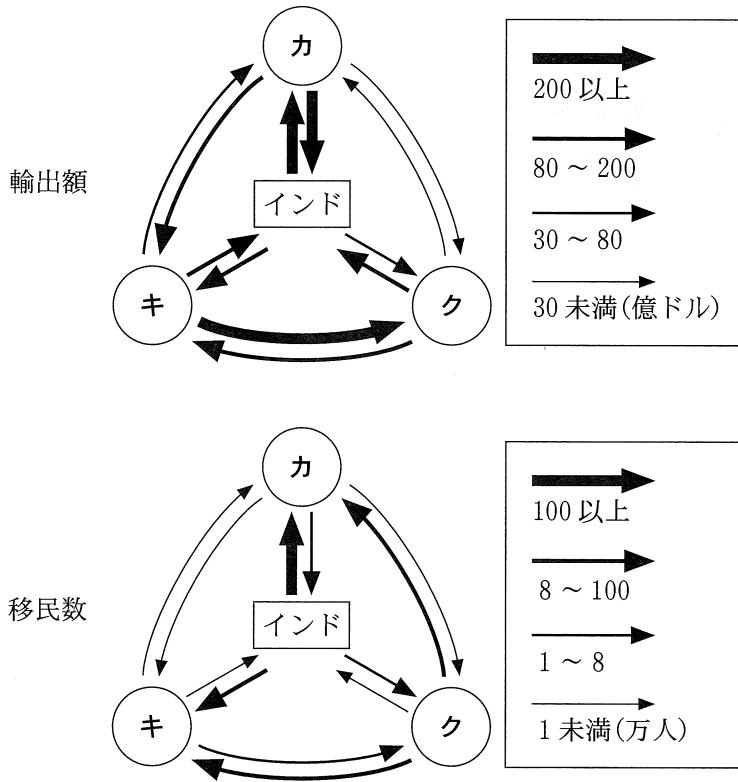 カ
200 以上
80 ～ 200
輸出額
インド
30 ～ 80
キ
ク
30 未満(億ドル)
カ
100 以上
8 ～ 100
移民数
インド
1 ～ 8
キ
ク
1 未満(万人)